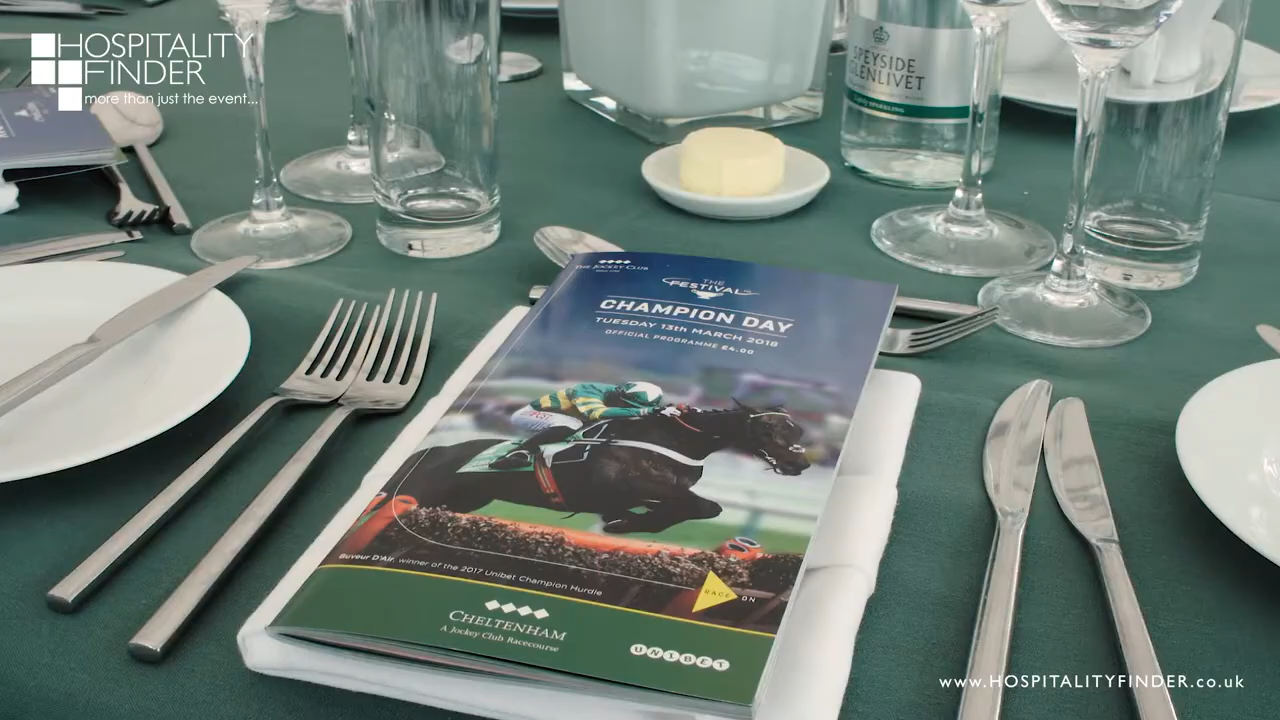 HOSPITALITY
FINDER
more than just the event...
SPEYSIDE
GLENLIVET
THE JOCKEY CLUB
THE
FESTIVAL
CHAMPION DAY
TUESDAY 13th MARCH 2018
OFFICIAL PROGRAMME £4.00
Buveur D'Air, winner of the 2017 Unibet Champion Hurdle
RACE ON
CHELTENHAM
A Jockey Club Racecourse
UNIBET
www.HOSPITALITYFINDER.co.uk